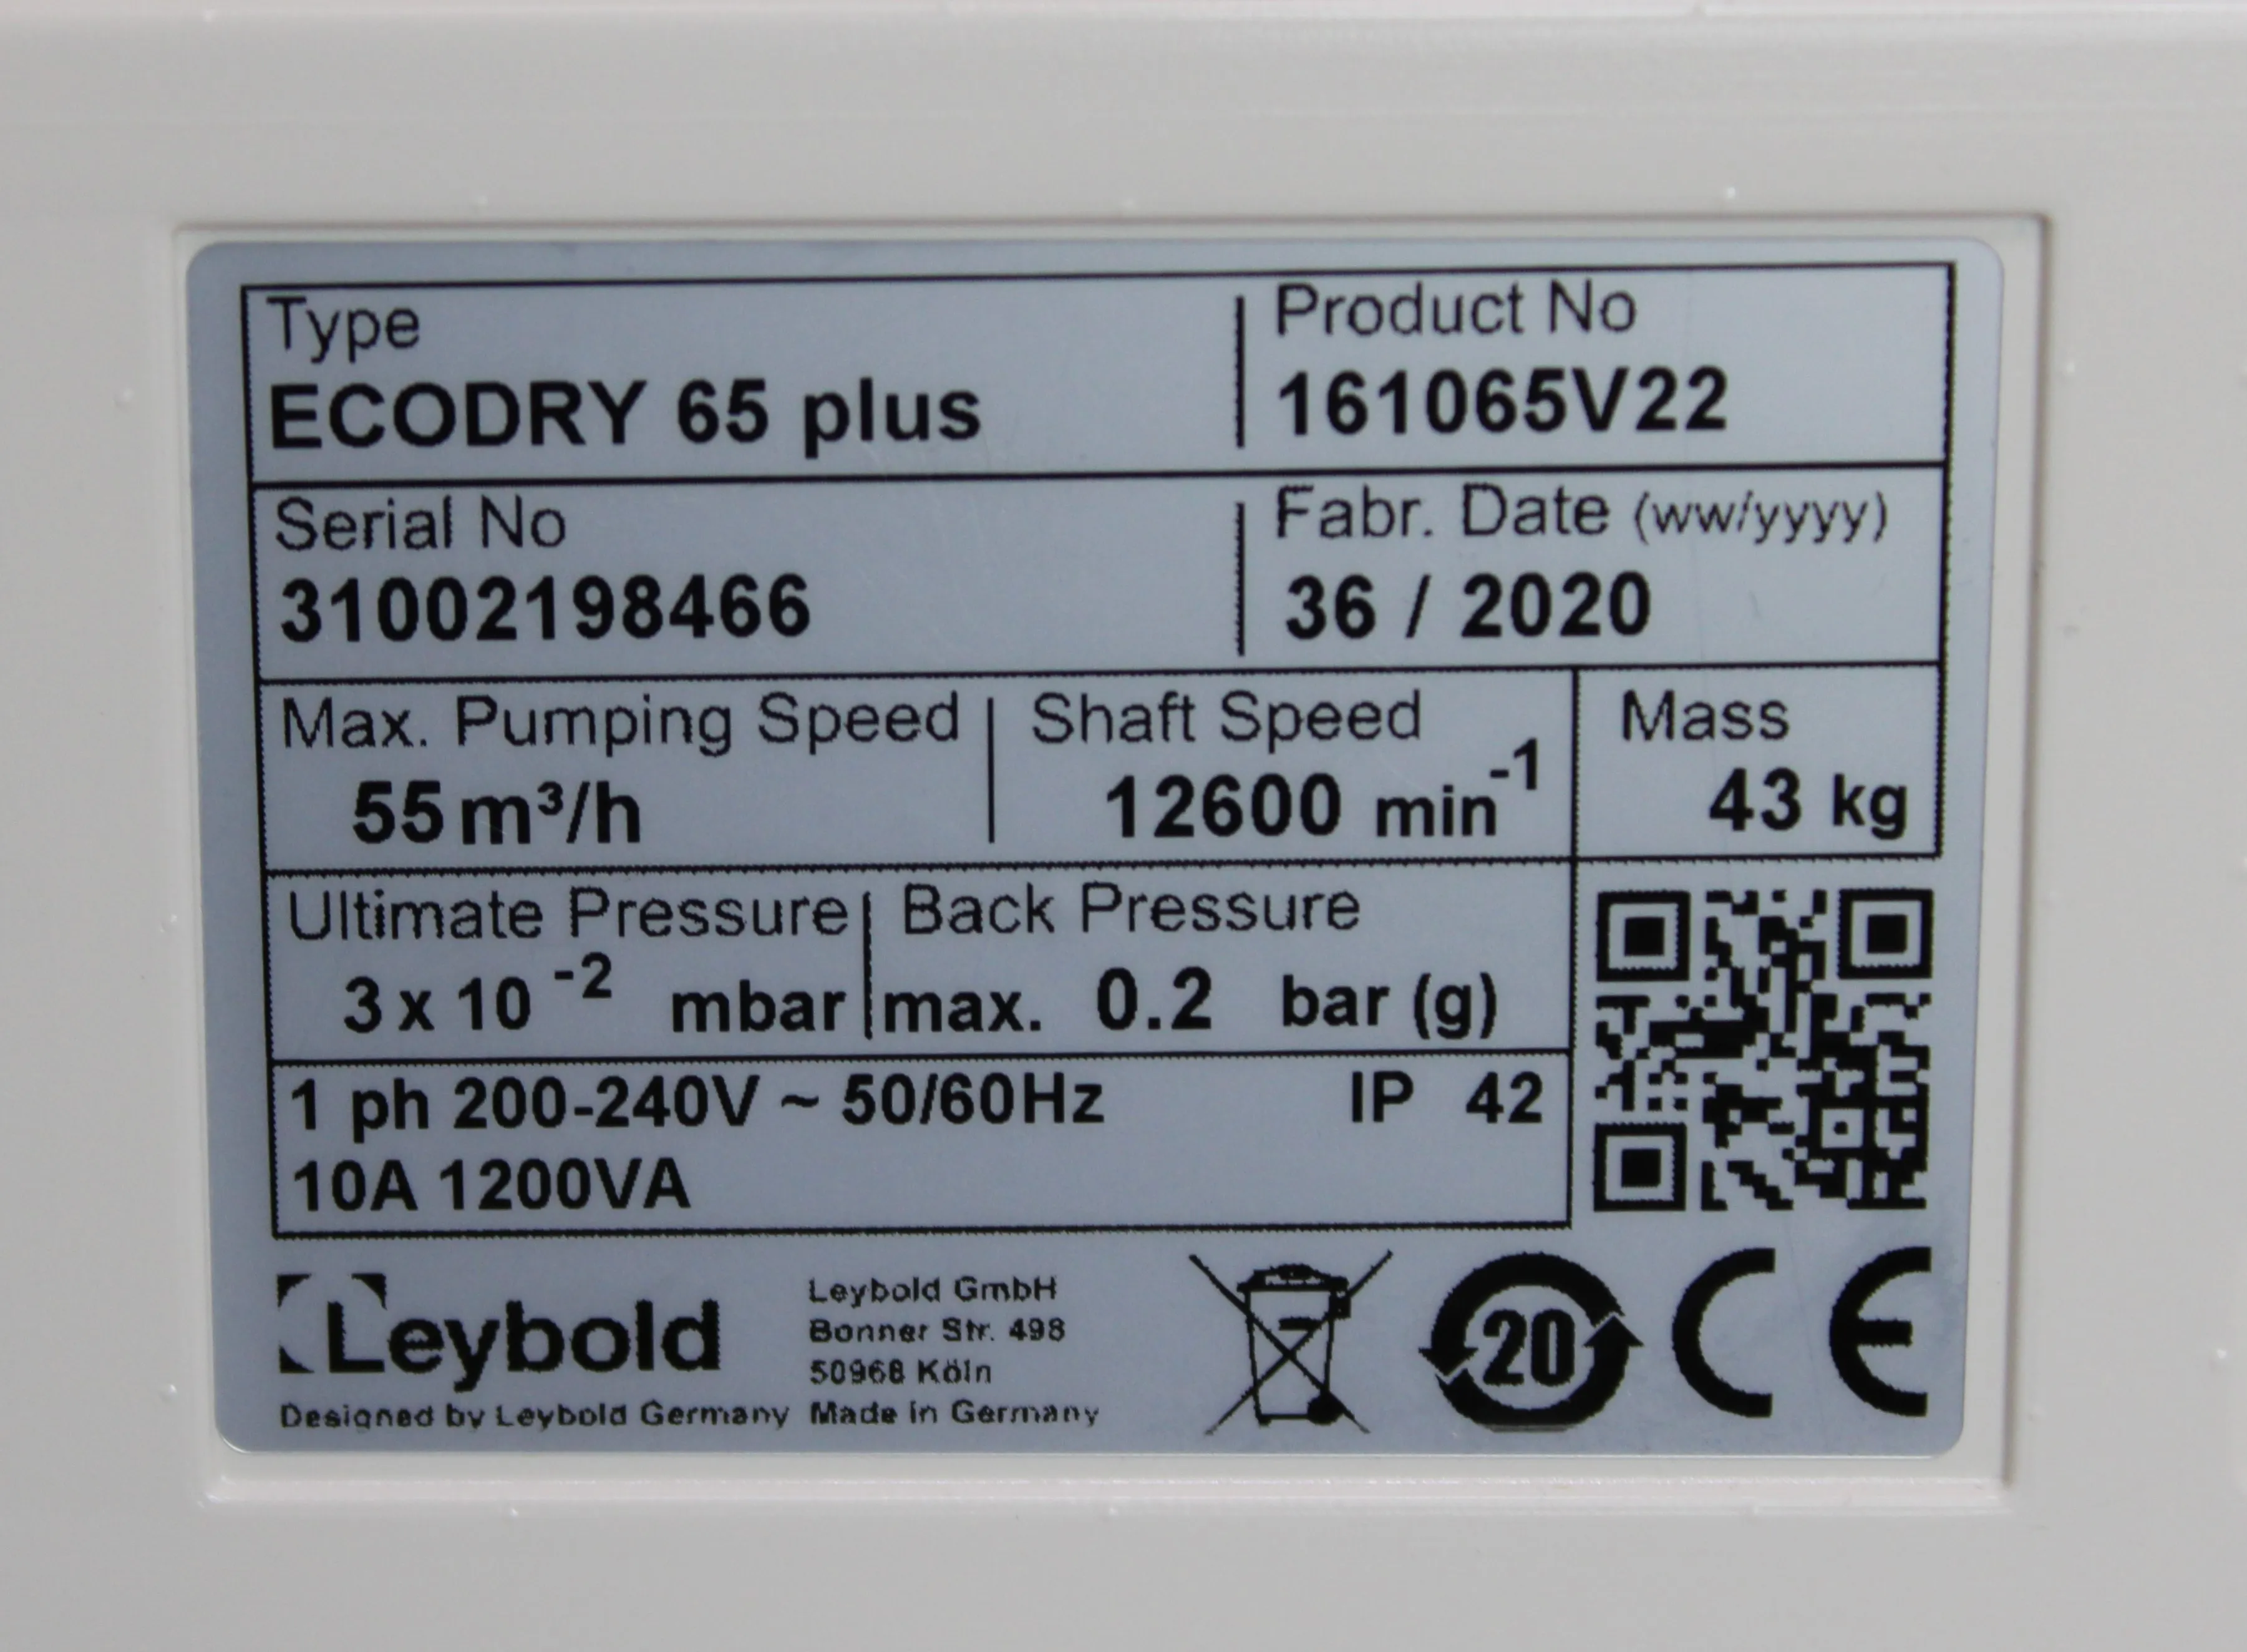 Type
ECODRY 65 plus
Product No
161065V22
Serial No
31002198466
Fabr. Date (ww/yyyy)
36 / 2020
Max. Pumping Speed
55 m³/h
Shaft Speed
12600 min⁻¹
Mass
43 kg
Ultimate Pressure
3 x 10⁻² mbar
Back Pressure
max. 0.2 bar (g)
1 ph 200-240V ~ 50/60Hz IP 42
10A 1200VA
Leybold
Designed by Leybold Germany
Leybold GmbH
Bonner Str. 498
50968 Köln
Made in Germany
20
CE